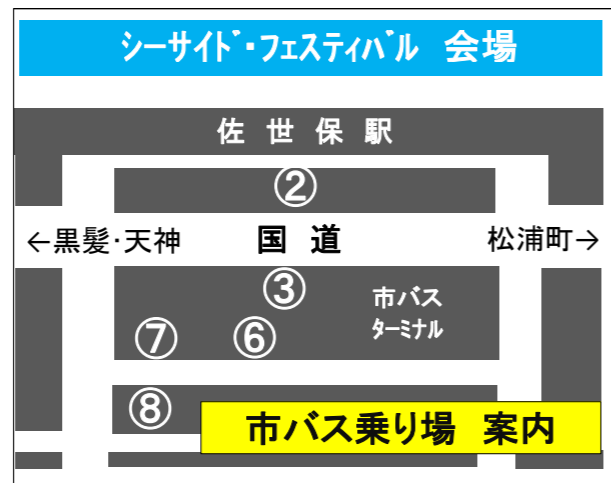 シーサイド・フェスティバル 会場
佐世保駅
②
←黒髪・天神 国道 松浦町→
③
市バス
ターミナル
⑦ ⑥
⑧
市バス乗り場 案内